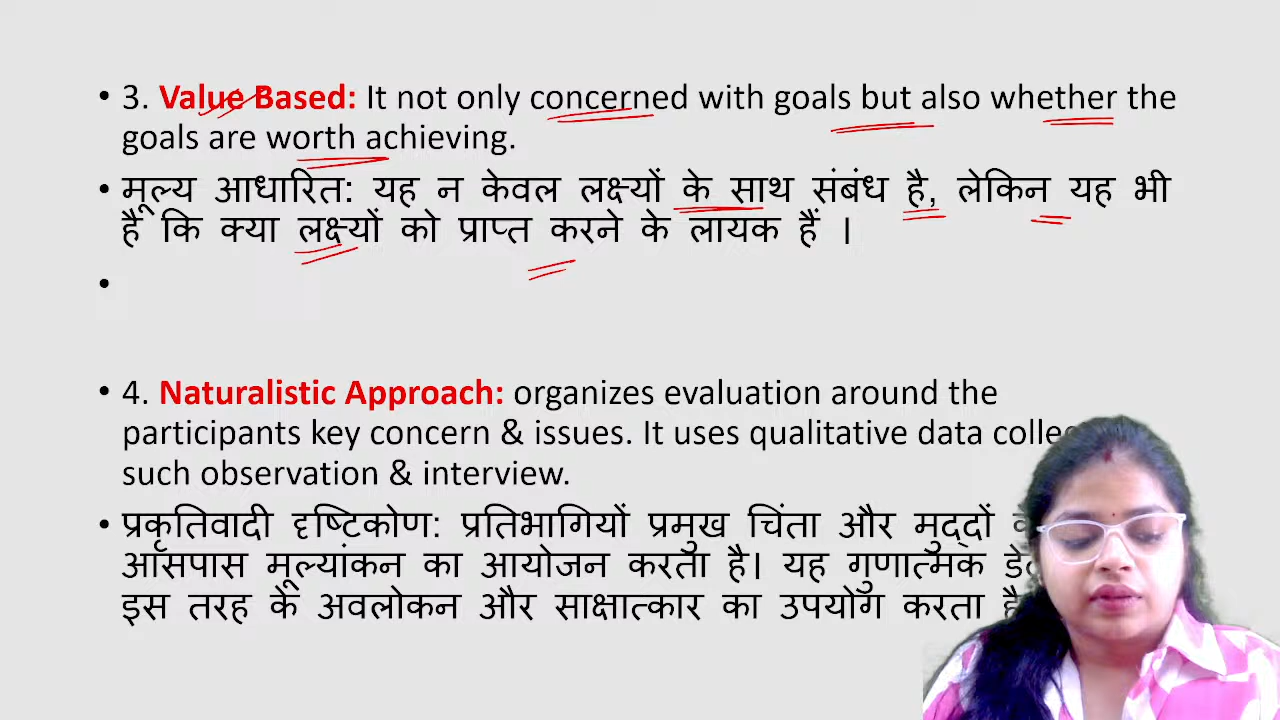 • 3. Value Based: It not only concerned with goals but also whether the
goals are worth achieving.
• मूल्य आधारित: यह न केवल लक्ष्यों के साथ संबंध है, लेकिन यह भी
है कि क्या लक्ष्यों को प्राप्त करने के लायक हैं ।
•
• 4. Naturalistic Approach: organizes evaluation around the
participants key concern & issues. It uses qualitative data
such observation & interview.
• प्रकृतिवादी दृष्टिकोण: प्रतिभागियों प्रमुख चिंता और मुद्दों
आसपास मूल्यांकन का आयोजन करता है। यह गुणात्मक
इस तरह के अवलोकन और साक्षात्कार का उपयोग करता